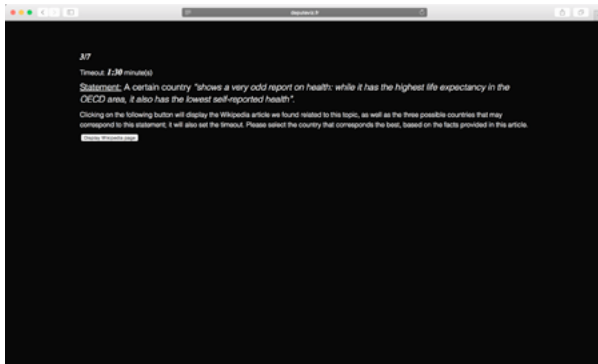 3/7
Timeout: 1:30 minute(s)
Statement: A certain country "shows a very odd report on health: while it has the highest life expectancy in the
OECD area, it also has the lowest self-reported health".
Clicking on the following button will display the Wikipedia article we found related to this topic, as well as the three possible countries that may
correspond to this statement; it will also set the timeout. Please select the country that corresponds the best, based on the facts provided in this article.
Display Wikipedia page